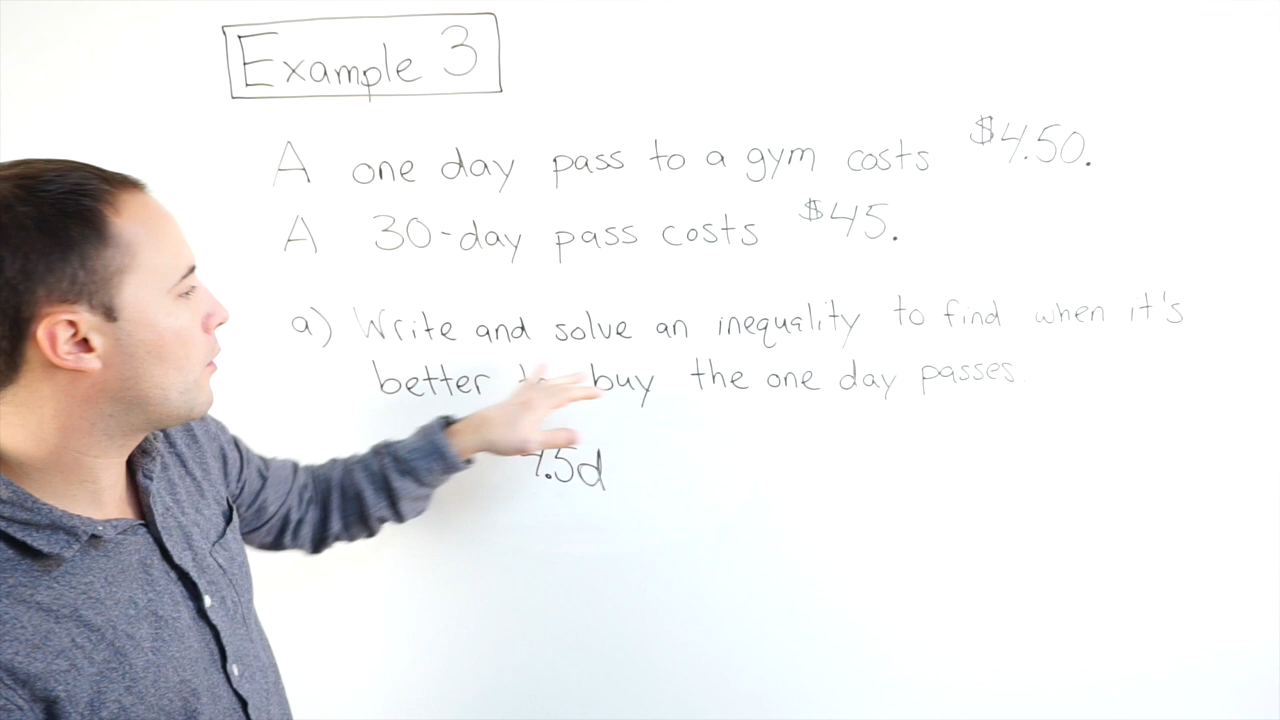 Example 3
A one day pass to a gym costs $4.50.
A 30-day pass costs $45.
a) Write and solve an inequality to find when it's
better buy the one day passes.
4.5d